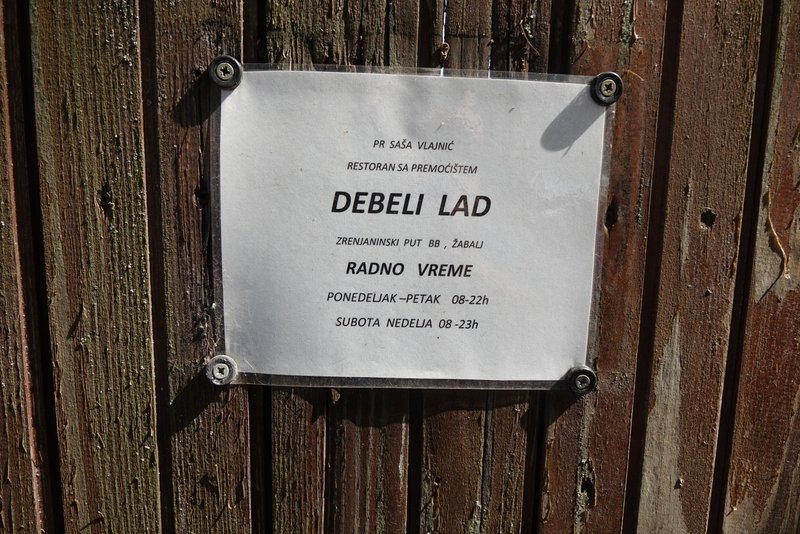 PR SAŠA VLAJNIĆ
RESTORAN SA PREMOĆIŠTEM
DEBELI LAD
ZRENJANINSKI PUT BB , ŽABALJ
RADNO VREME
PONEDELJAK –PETAK 08-22h
SUBOTA NEDELJA 08 -23h